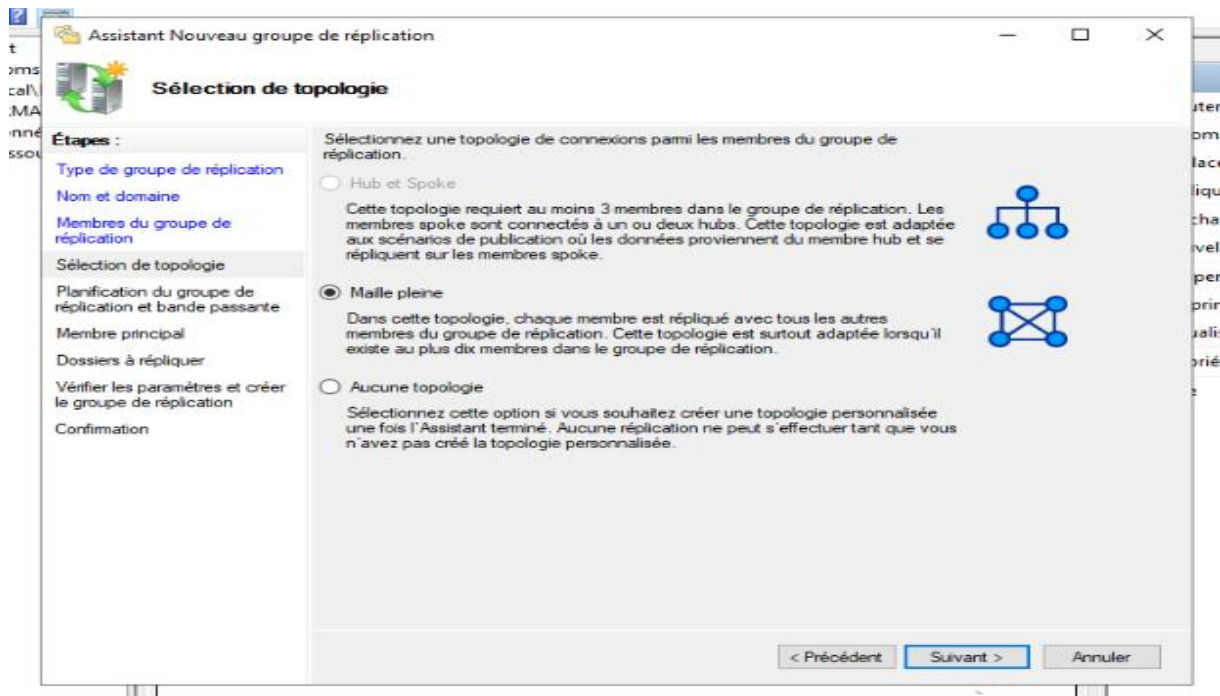 Assistant Nouveau groupe de réplication
Sélection de topologie
Étapes :
Type de groupe de réplication
Nom et domaine
Membres du groupe de
réplication
Sélection de topologie
Planification du groupe de
réplication et bande passante
Membre principal
Dossiers à répliquer
Vérifier les paramètres et créer
le groupe de réplication
Confirmation
Sélectionnez une topologie de connexions parmi les membres du groupe de
réplication.
Hub et Spoke
Cette topologie requiert au moins 3 membres dans le groupe de réplication. Les
membres spoke sont connectés à un ou deux hubs. Cette topologie est adaptée
aux scénarios de publication où les données proviennent du membre hub et se
répliquent sur les membres spoke.
Maille pleine
Dans cette topologie, chaque membre est répliqué avec tous les autres
membres du groupe de réplication. Cette topologie est surtout adaptée lorsqu'il
existe au plus dix membres dans le groupe de réplication.
Aucune topologie
Sélectionnez cette option si vous souhaitez créer une topologie personnalisée
une fois l'Assistant terminé. Aucune réplication ne peut s'effectuer tant que vous
n'avez pas créé la topologie personnalisée.
< Précédent
Suivant >
Annuler